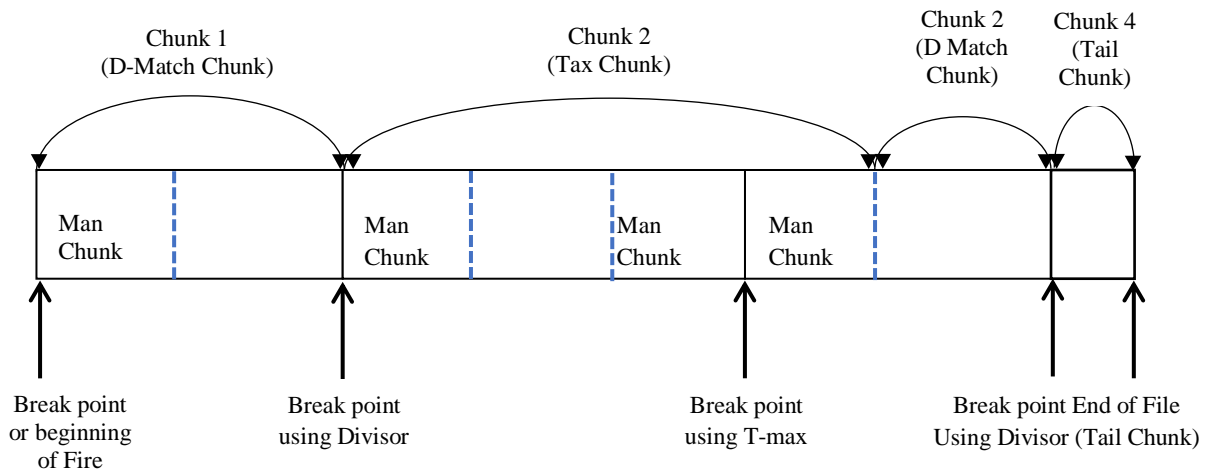 Chunk 1
(D-Match Chunk)
Chunk 2
(Tax Chunk)
Chunk 2
(D Match
Chunk)
Chunk 4
(Tail
Chunk)
Man
Chunk
Man
Chunk
Man
Chunk
Man
Chunk
Break point
or beginning
of Fire
Break point
using Divisor
Break point
using T-max
Break point End of File
Using Divisor (Tail Chunk)